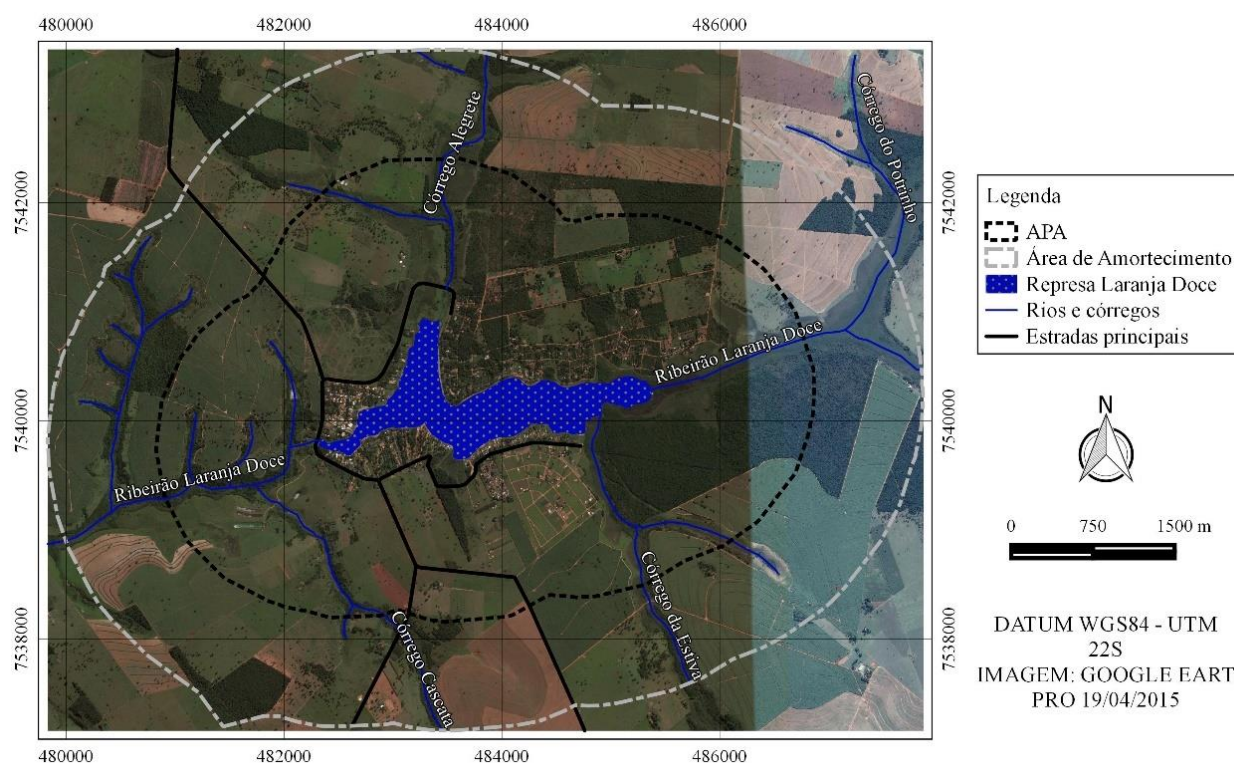 480000 482000 484000 486000
7542000
7540000
7538000
Córrego Alegrete
Córrego do Potrinho
Ribeirão Laranja Doce
Ribeirão Laranja Doce
Córrego da Estiva
Córrego Cascata
7542000
7540000
7538000
480000 482000 484000 486000
Legenda
APA
Área de Amortecimento
Represa Laranja Doce
Rios e córregos
Estradas principais
N
0 750 1500 m
DATUM WGS84 - UTM
22S
IMAGEM: GOOGLE EART
PRO 19/04/2015